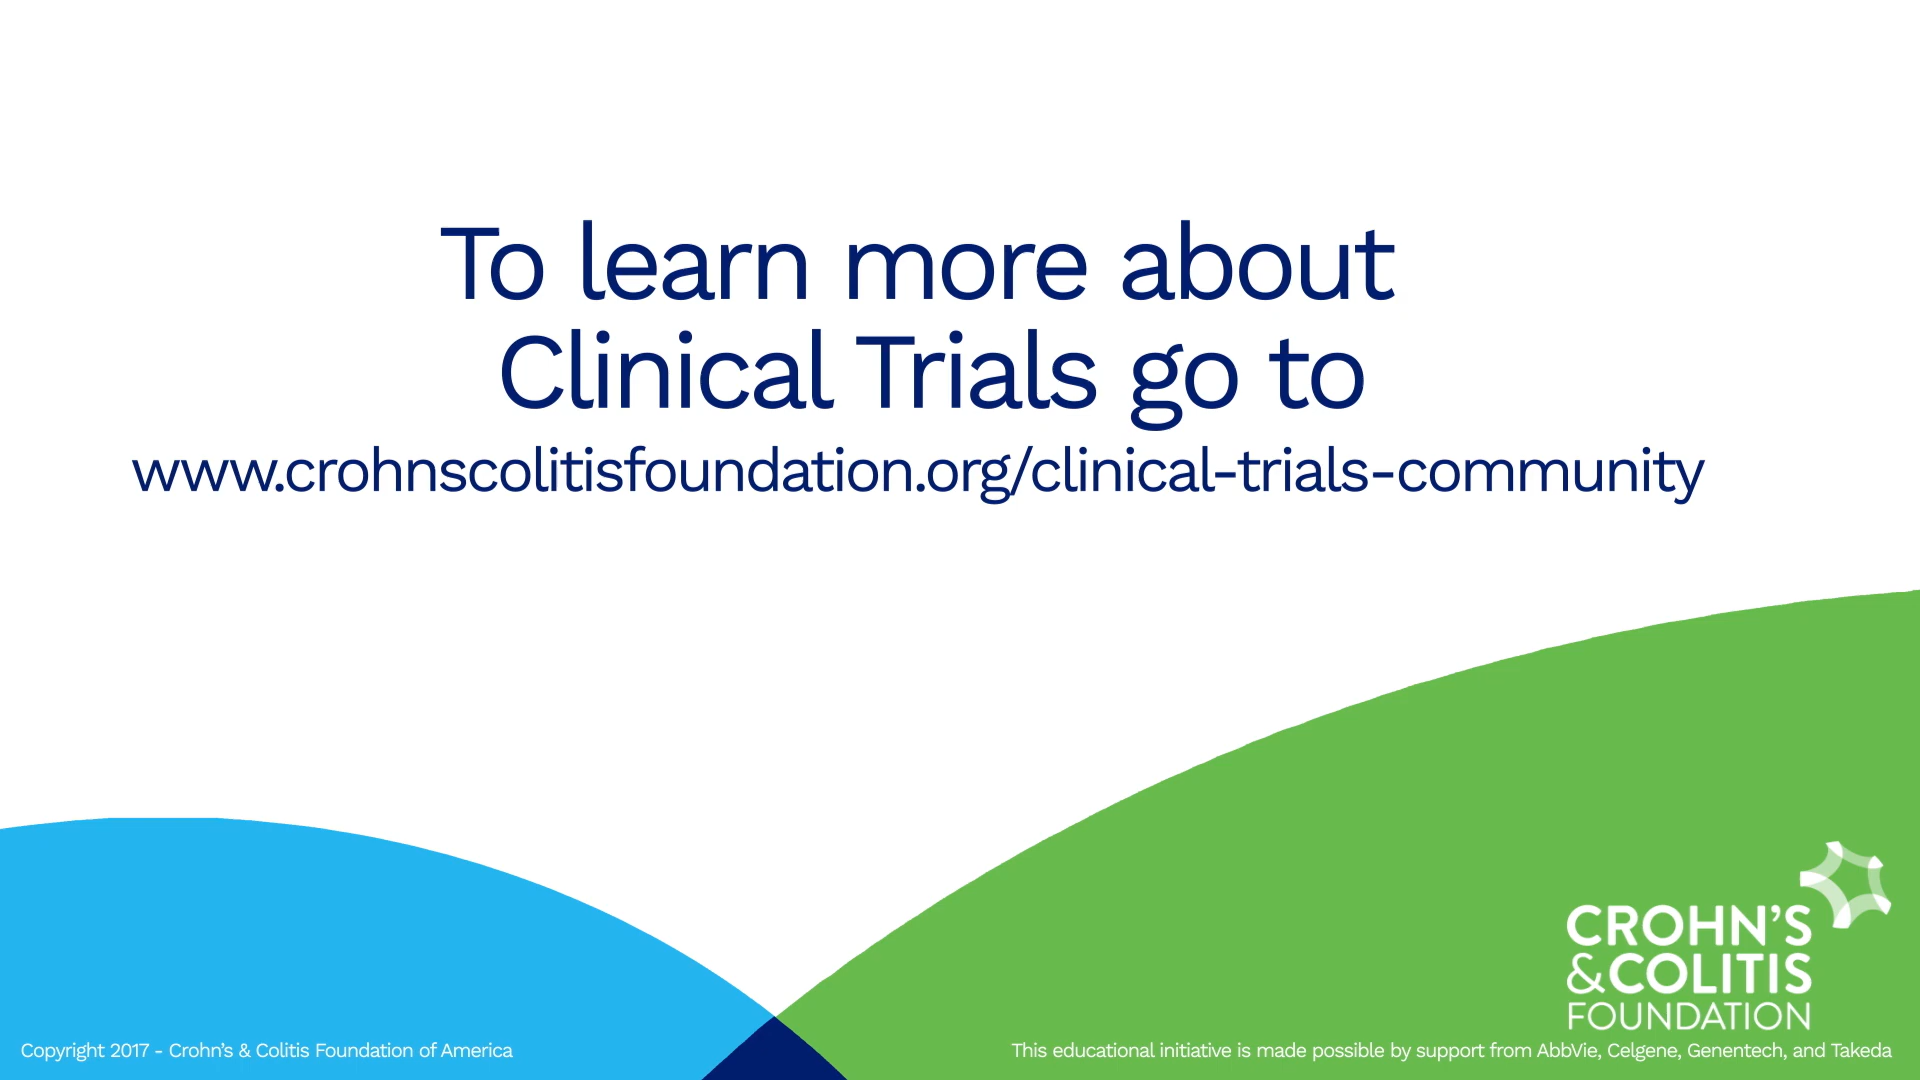 To learn more about
Clinical Trials go to
www.crohnscolitisfoundation.org/clinical-trials-community
CROHN'S
&COLITIS
FOUNDATION
Copyright 2017 - Crohn's & Colitis Foundation of America
This educational initiative is made possible by support from AbbVie, Celgene, Genentech, and Takeda